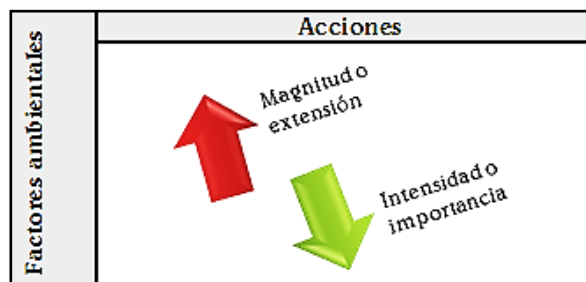 Acciones
Factores ambientales
Magnitud o
extensión
Intensidad o
importancia